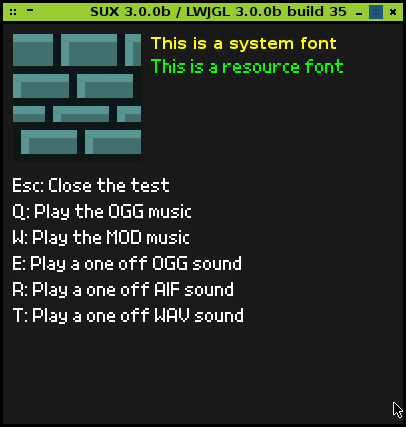 SUX 3.0.0b / LWJGL 3.0.0b build 35
This is a system font
This is a resource font
Esc: Close the test
Q: Play the OGG music
W: Play the MOD music
E: Play a one off OGG sound
R: Play a one off AIF sound
T: Play a one off WAV sound